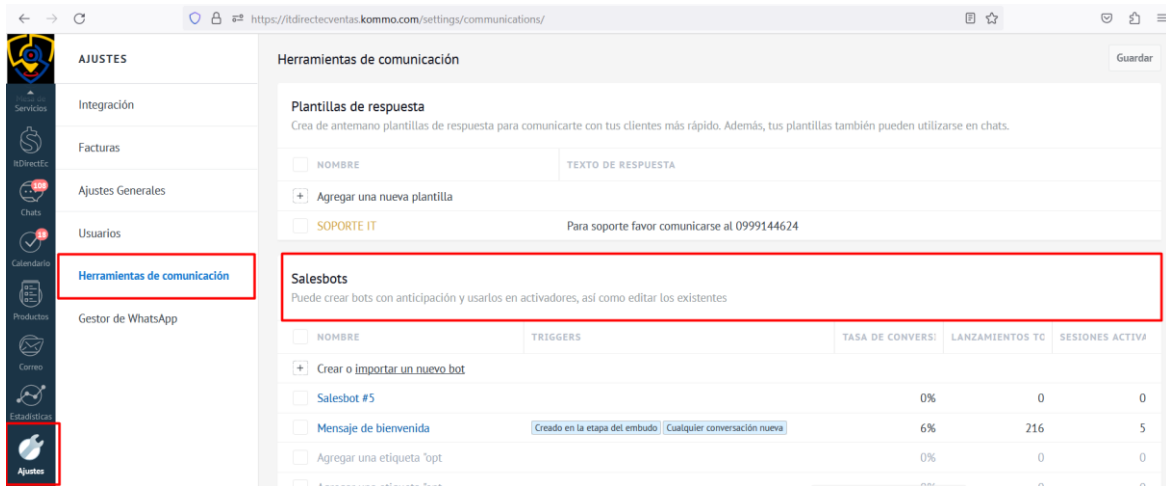 https://itdirectecventas.kommo.com/settings/communications/
AJUSTES
Herramientas de comunicación
Guardar
Servicios
ItDirectEc
108
Chats
18
Calendario
Productos
Correo
Estadísticas
Ajustes
Integración
Facturas
Ajustes Generales
Usuarios
Herramientas de comunicación
Gestor de WhatsApp
Plantillas de respuesta
Crea de antemano plantillas de respuesta para comunicarte con tus clientes más rápido. Además, tus plantillas también pueden utilizarse en chats.
NOMBRE TEXTO DE RESPUESTA
+ Agregar una nueva plantilla
SOPORTE IT Para soporte favor comunicarse al 0999144624
Salesbots
Puede crear bots con anticipación y usarlos en activadores, así como editar los existentes
NOMBRE TRIGGERS TASA DE CONVERS LANZAMIENTOS TO SESIONES ACTIVA
+ Crear o importar un nuevo bot
Salesbot #5 0% 0 0
Mensaje de bienvenida Creado en la etapa del embudo Cualquier conversación nueva 6% 216 5
Agregar una etiqueta "opt 0% 0 0